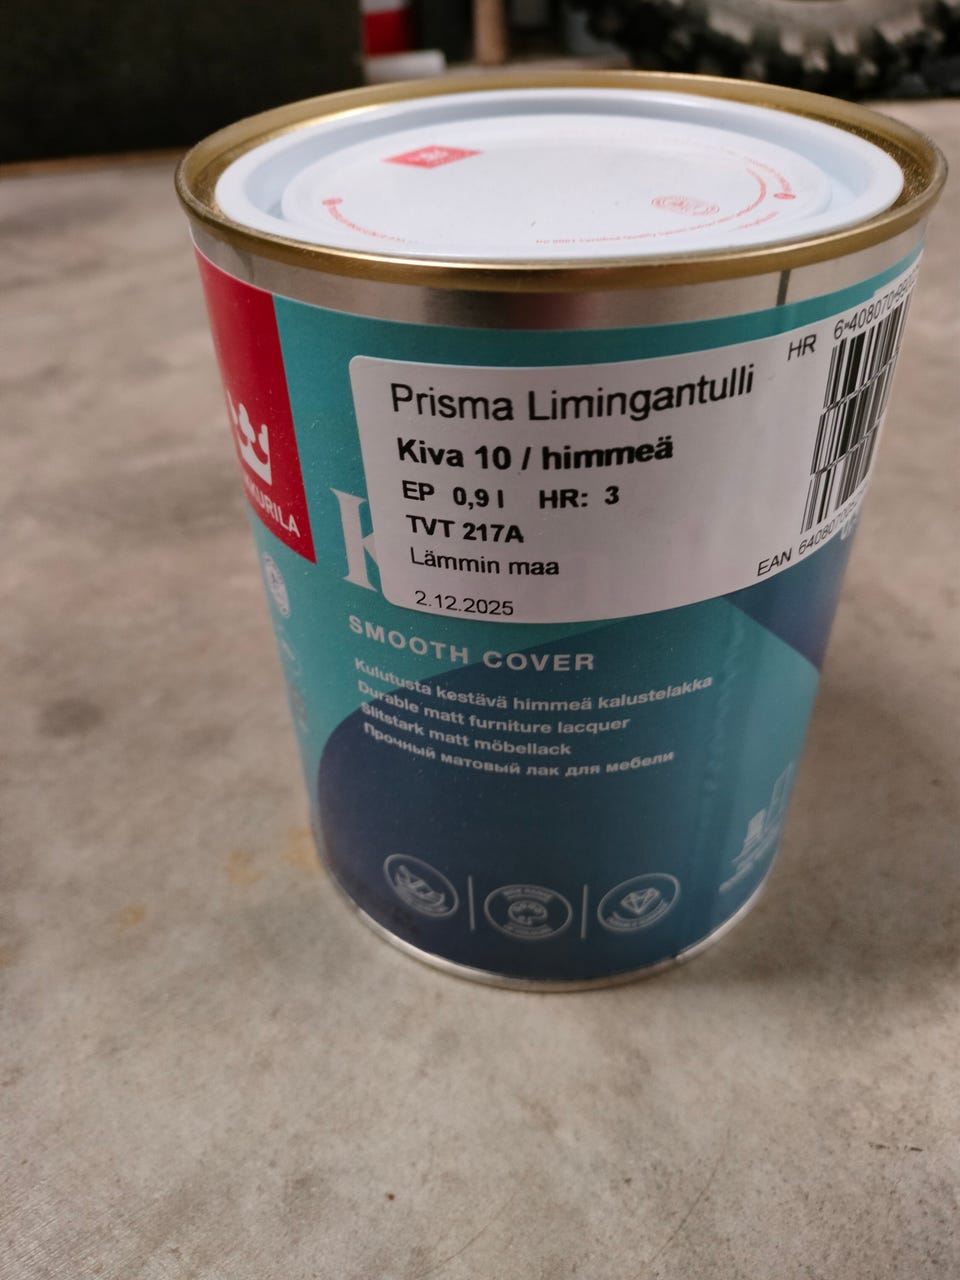 Prisma Limingantulli
HR
Kiva 10 / himmeä
EP 0,9 l HR: 3
TVT 217A
Lämmin maa
EAN
2.12.2025
SMOOTH COVER
Kulutusta kestävä himmeä kalustelakka
Durable matt furniture lacquer
Slitstark matt möbellack
Прочный матовый лак для мебели